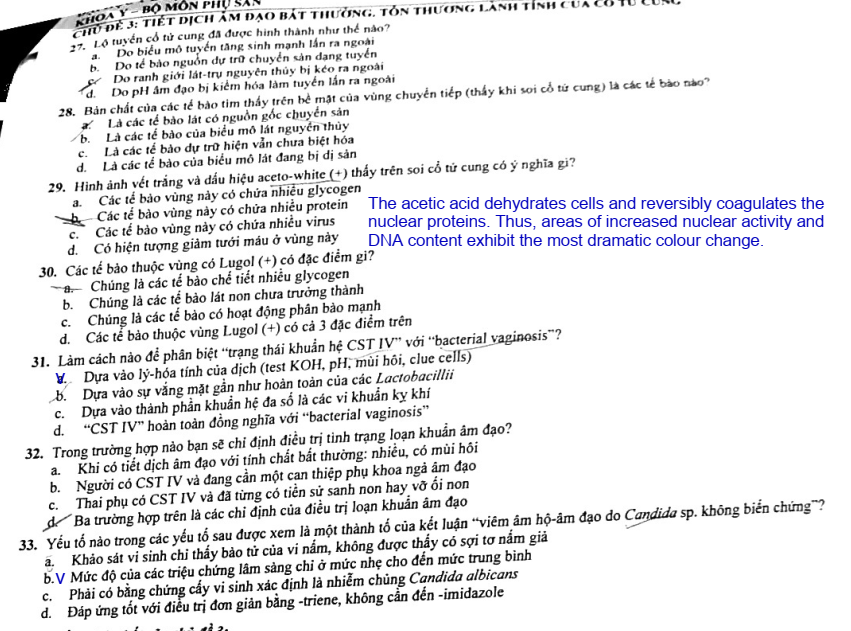 KHOA Y – BỘ MÔN PHỤ SẢN
CHỦ ĐỀ 3: TIẾT DỊCH ÂM ĐẠO BẤT THƯỜNG. TỔN THƯƠNG LÀNH TÍNH CỦA CỔ TỬ CUNG
27. Lộ tuyến cổ tử cung đã được hình thành như thế nào?
a. Do biểu mô tuyến tăng sinh mạnh lấn ra ngoài
b. Do tế bào nguồn dự trữ chuyển sản dạng tuyến
c. Do ranh giới lát-trụ nguyên thủy bị kéo ra ngoài
d. Do pH âm đạo bị kiềm hóa làm tuyến lấn ra ngoài
28. Bản chất của các tế bào tìm thấy trên bề mặt của vùng chuyển tiếp (thấy khi soi cổ tử cung) là các tế bào nào?
a. Là các tế bào lát có nguồn gốc chuyển sản
b. Là các tế bào của biểu mô lát nguyên thủy
c. Là các tế bào dự trữ hiện vẫn chưa biệt hóa
d. Là các tế bào của biểu mô lát đang bị dị sản
29. Hình ảnh vết trắng và dấu hiệu aceto-white (+) thấy trên soi cổ tử cung có ý nghĩa gì?
a. Các tế bào vùng này có chứa nhiều glycogen
b. Các tế bào vùng này có chứa nhiều protein
c. Các tế bào vùng này có chứa nhiều virus
d. Có hiện tượng giảm tưới máu ở vùng này
The acetic acid dehydrates cells and reversibly coagulates the
nuclear proteins. Thus, areas of increased nuclear activity and
DNA content exhibit the most dramatic colour change.
30. Các tế bào thuộc vùng có Lugol (+) có đặc điểm gì?
a. Chúng là các tế bào chế tiết nhiều glycogen
b. Chúng là các tế bào lát non chưa trưởng thành
c. Chúng là các tế bào có hoạt động phân bào mạnh
d. Các tế bào thuộc vùng Lugol (+) có cả 3 đặc điểm trên
31. Làm cách nào để phân biệt “trạng thái khuẩn hệ CST IV” với “bacterial vaginosis”?
a. Dựa vào lý-hóa tính của dịch (test KOH, pH, mùi hôi, clue cells)
b. Dựa vào sự vắng mặt gần như hoàn toàn của các Lactobacillii
c. Dựa vào thành phần khuẩn hệ đa số là các vi khuẩn kỵ khí
d. “CST IV” hoàn toàn đồng nghĩa với “bacterial vaginosis”
32. Trong trường hợp nào bạn sẽ chỉ định điều trị tình trạng loạn khuẩn âm đạo?
a. Khi có tiết dịch âm đạo với tính chất bất thường: nhiều, có mùi hôi
b. Người có CST IV và đang cần một can thiệp phụ khoa ngả âm đạo
c. Thai phụ có CST IV và đã từng có tiền sử sanh non hay vỡ ối non
d. Ba trường hợp trên là các chỉ định của điều trị loạn khuẩn âm đạo
33. Yếu tố nào trong các yếu tố sau được xem là một thành tố của kết luận “viêm âm hộ-âm đạo do Candida sp. không biến chứng”?
a. Khảo sát vi sinh chỉ thấy bào tử của vi nấm, không được thấy có sợi tơ nấm giả
b.V Mức độ của các triệu chứng lâm sàng chỉ ở mức nhẹ cho đến mức trung bình
c. Phải có bằng chứng cấy vi sinh xác định là nhiễm chủng Candida albicans
d. Đáp ứng tốt với điều trị đơn giản bằng -triene, không cần đến -imidazole